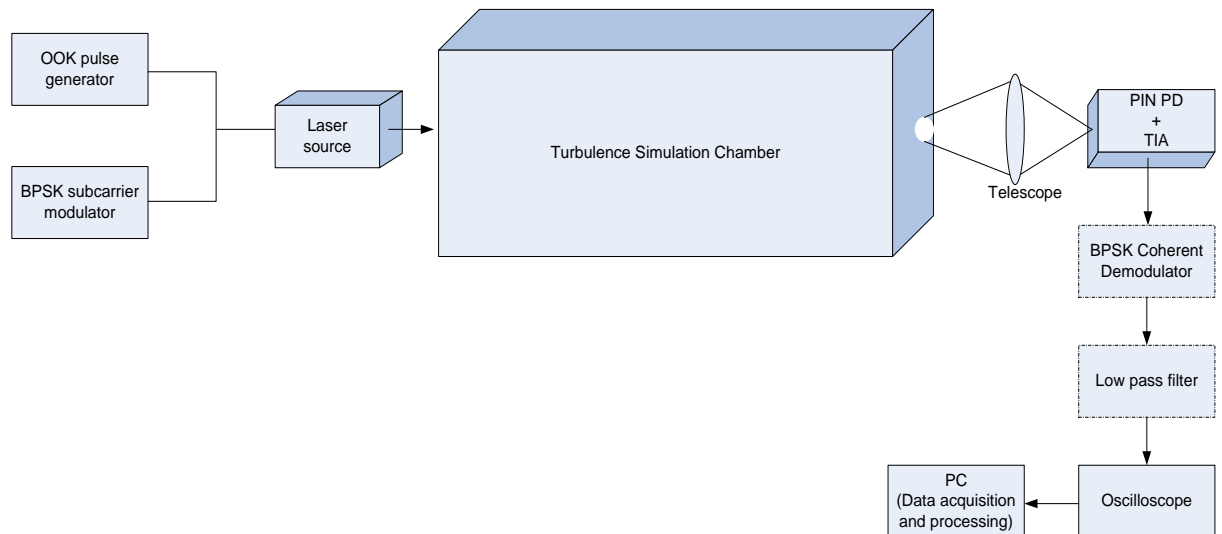 OOK pulse
generator
BPSK subcarrier
modulator
Laser
source
Turbulence Simulation Chamber
Telescope
PIN PD
+
TIA
BPSK Coherent
Demodulator
Low pass filter
Oscilloscope
PC
(Data acquisition
and processing)